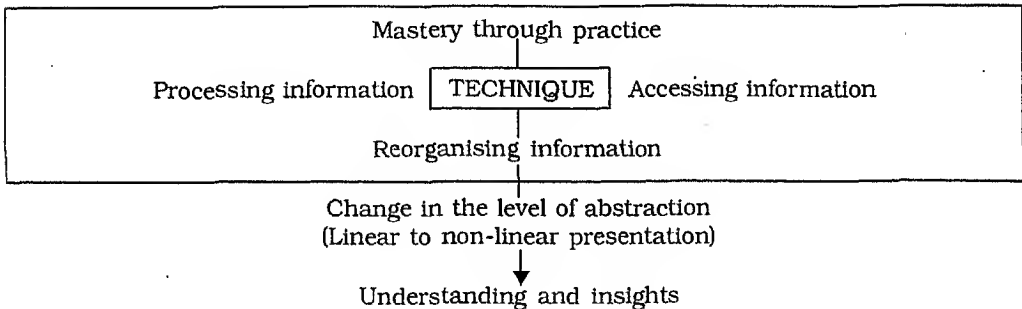 Mastery through practice
Processing information TECHNIQUE Accessing information
Reorganising information
Change in the level of abstraction
(Linear to non-linear presentation)
Understanding and insights